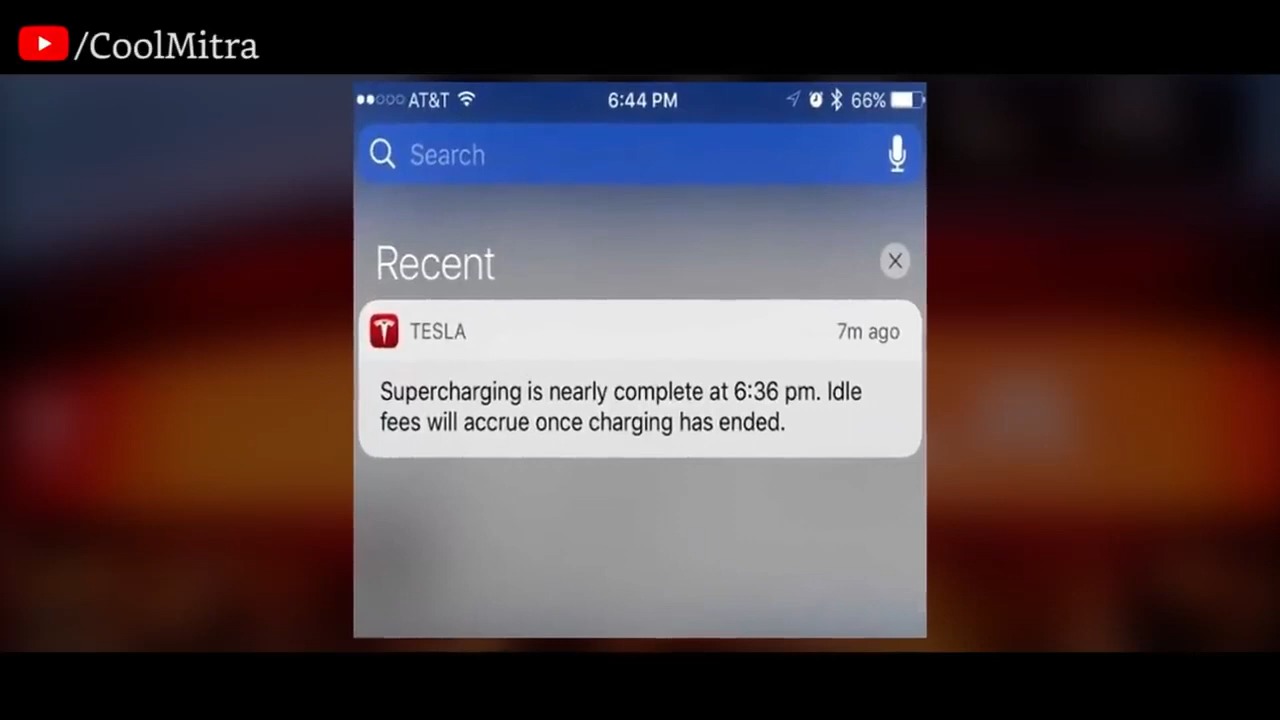 /CoolMitra
AT&T 6:44 PM 66%
Search
Recent
TESLA 7m ago
Supercharging is nearly complete at 6:36 pm. Idle
fees will accrue once charging has ended.